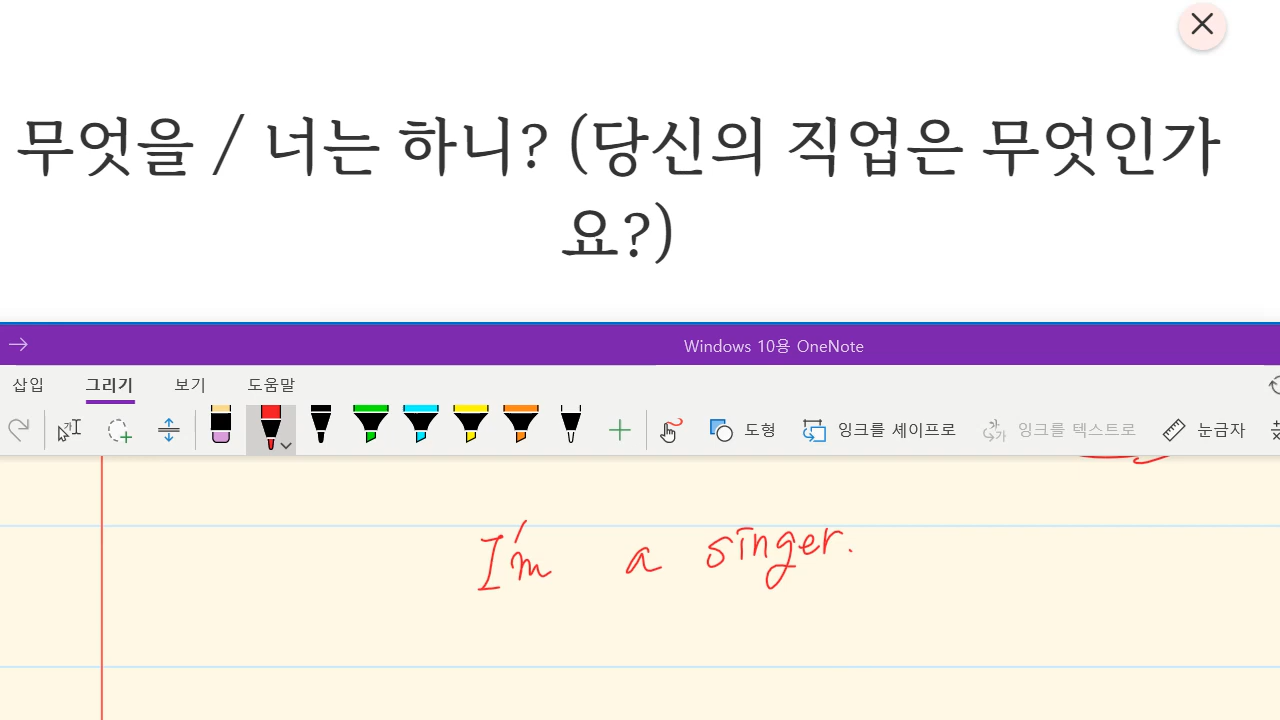 무엇을 / 너는 하니? (당신의 직업은 무엇인가
요?)
Windows 10용 OneNote
삽입 그리기 보기 도움말
도형 잉크를 셰이프로 잉크를 텍스트로 눈금자
I'm a singer.